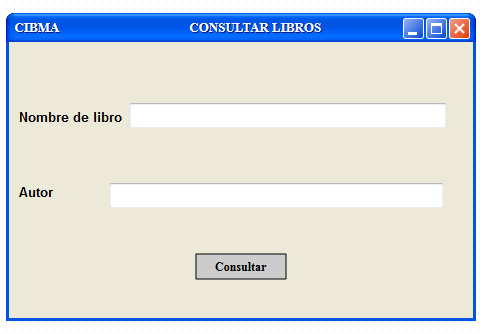 CIBMA CONSULTAR LIBROS
Nombre de libro
Autor
Consultar